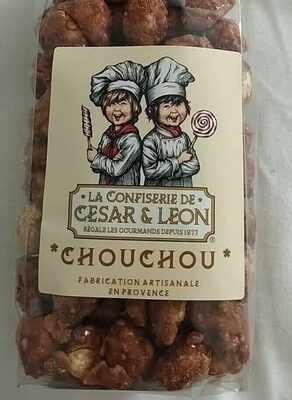 LA CONFISERIE DE
CESAR & LEON
RÉGALE LES GOURMANDS DEPUIS 1977
®
* CHOUCHOU *
FABRICATION ARTISANALE
EN PROVENCE